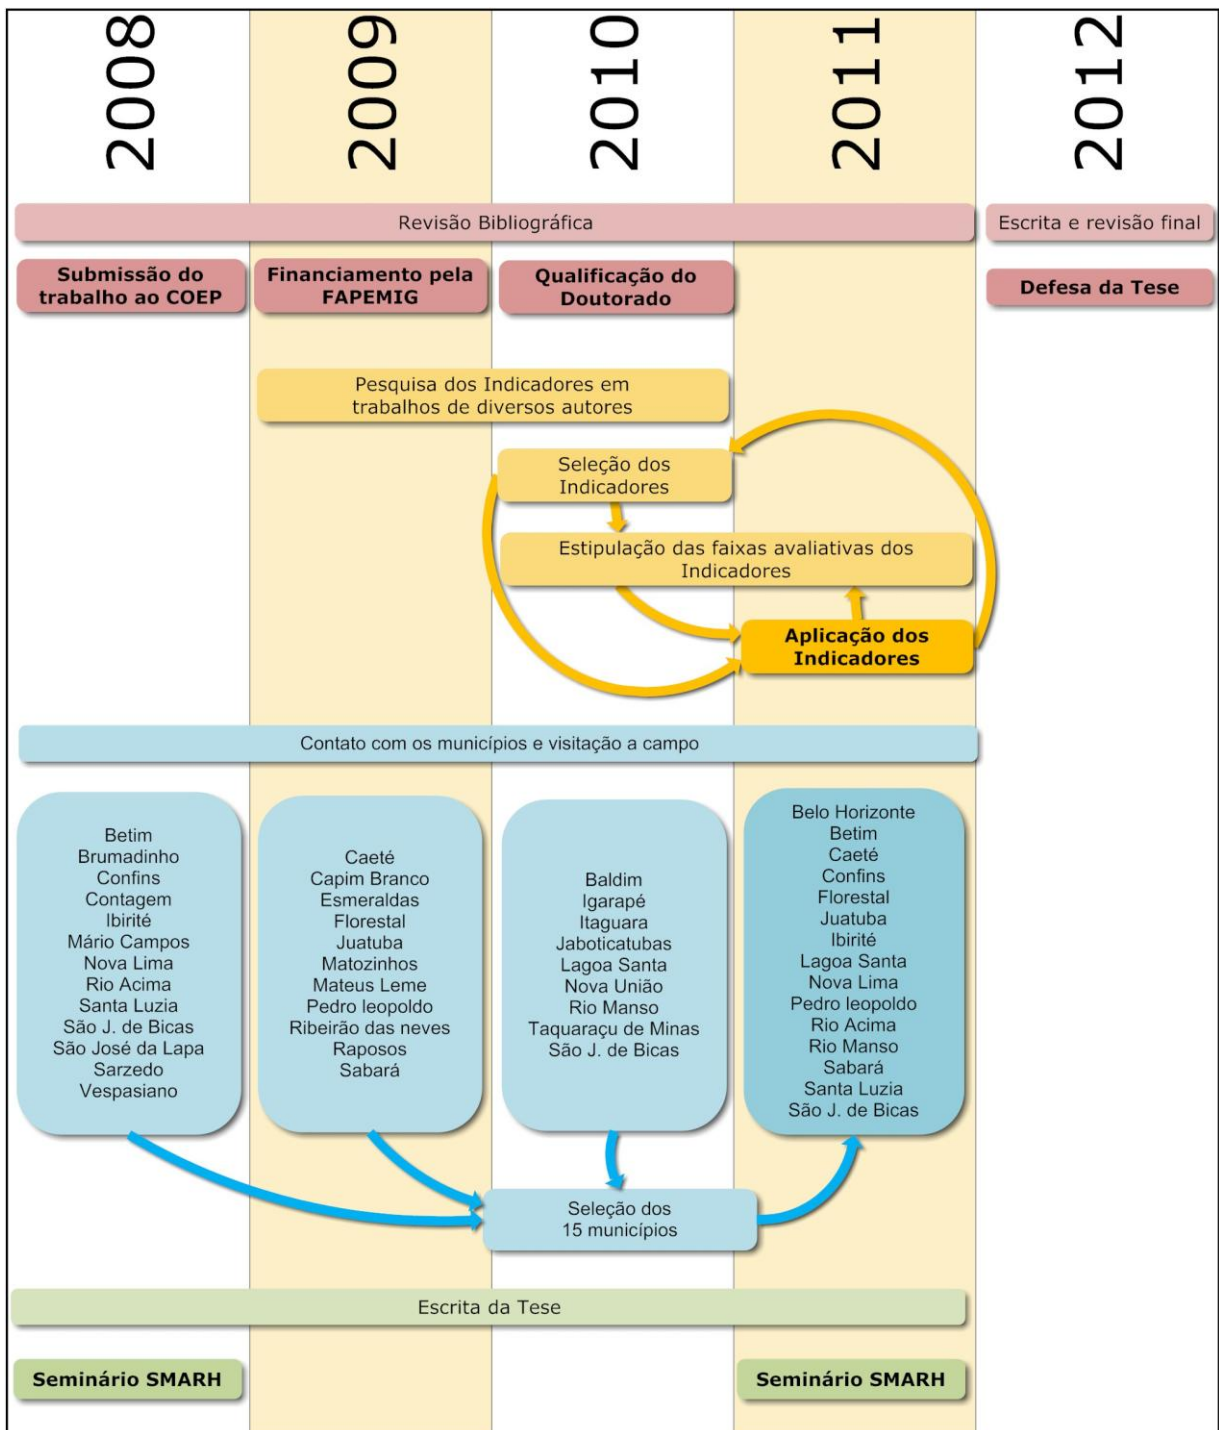 2008
2009
2010
2011
2012
Revisão Bibliográfica
Escrita e revisão final
Submissão do
trabalho ao COEP
Financiamento pela
FAPEMIG
Qualificação do
Doutorado
Defesa da Tese
Pesquisa dos Indicadores em
trabalhos de diversos autores
Seleção dos
Indicadores
Estipulação das faixas avaliativas dos
Indicadores
Aplicação dos
Indicadores
Contato com os municípios e visitação a campo
Betim
Brumadinho
Confins
Contagem
Ibirité
Mário Campos
Nova Lima
Rio Acima
Santa Luzia
São J. de Bicas
São José da Lapa
Sarzedo
Vespasiano
Caeté
Capim Branco
Esmeraldas
Florestal
Juatuba
Matozinhos
Mateus Leme
Pedro leopoldo
Ribeirão das neves
Raposos
Sabará
Baldim
Igarapé
Itaguara
Jaboticatubas
Lagoa Santa
Nova União
Rio Manso
Taquaraçu de Minas
São J. de Bicas
Belo Horizonte
Betim
Caeté
Confins
Florestal
Juatuba
Ibirité
Lagoa Santa
Nova Lima
Pedro leopoldo
Rio Acima
Rio Manso
Sabará
Santa Luzia
São J. de Bicas
Seleção dos
15 municípios
Escrita da Tese
Seminário SMARH
Seminário SMARH